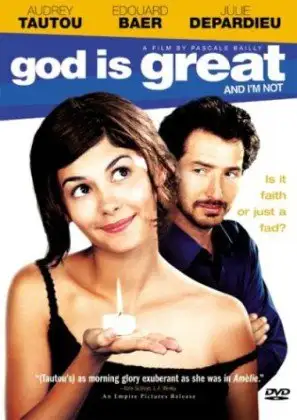 AUDREY EDOUARD JULIE
TAUTOU BAER DEPARDIEU
A FILM BY PASCALE BAILLY
god is great
AND I'M NOT
Is it
faith
or just a
fad?
"(Tautou's) as morning glory exuberant as she was in Amélie."
An Empire Pictures Release
DVD